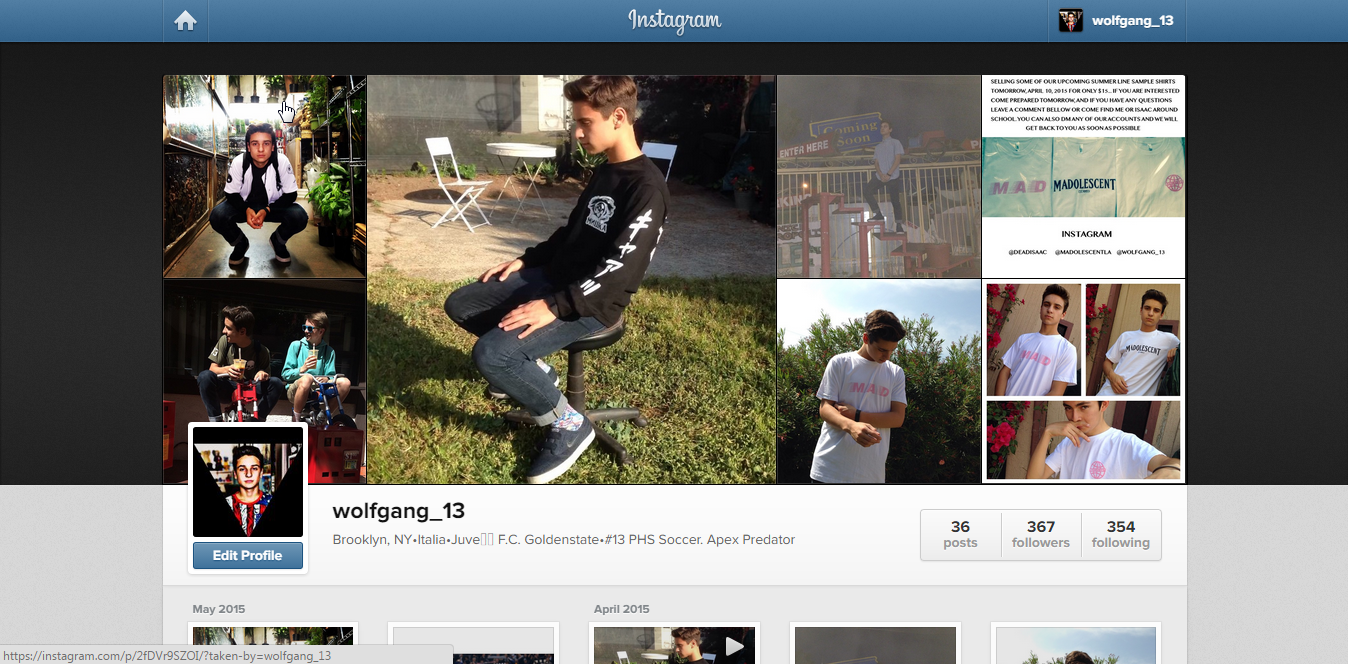 Instagram
wolfgang_13
SELLING SOME OF OUR UPCOMING SUMMER LINE SAMPLE SHIRTS
TOMORROW, APRIL 10, 2015 FOR ONLY $15... IF YOU ARE INTERESTED
COME PREPARED TOMORROW, AND IF YOU HAVE ANY QUESTIONS
LEAVE A COMMENT BELLOW OR COME FIND ME OR ISAAC AROUND
SCHOOL. YOU CAN ALSO DM ANY OF OUR ACCOUNTS AND WE WILL
GET BACK TO YOU AS SOON AS POSSIBLE
Coming
Soon
ENTER HERE
MAD
MADOLESCENT
INSTAGRAM
@DEADISAAC @MADOLESCENTLA @WOLFGANG_13
MAD
MAD
MADOLESCENT
wolfgang_13
Brooklyn, NY•Italia•Juve F.C. Goldenstate•#13 PHS Soccer. Apex Predator
Edit Profile
36
posts
367
followers
354
following
May 2015
April 2015
https://instagram.com/p/2fDVr9SZOI/?taken-by=wolfgang_13